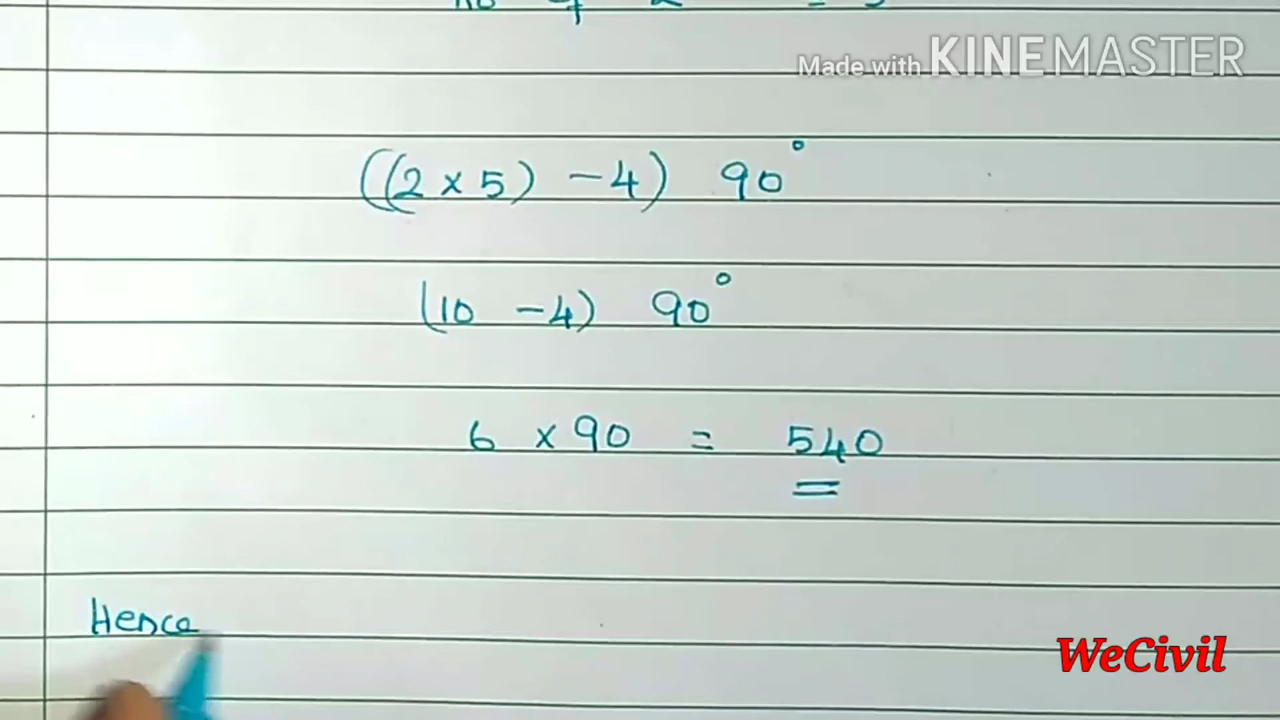 Made with KINEMASTER
((2 × 5) - 4) 90°
(10 - 4) 90°
6 × 90 = 540
Hence
WeCivil